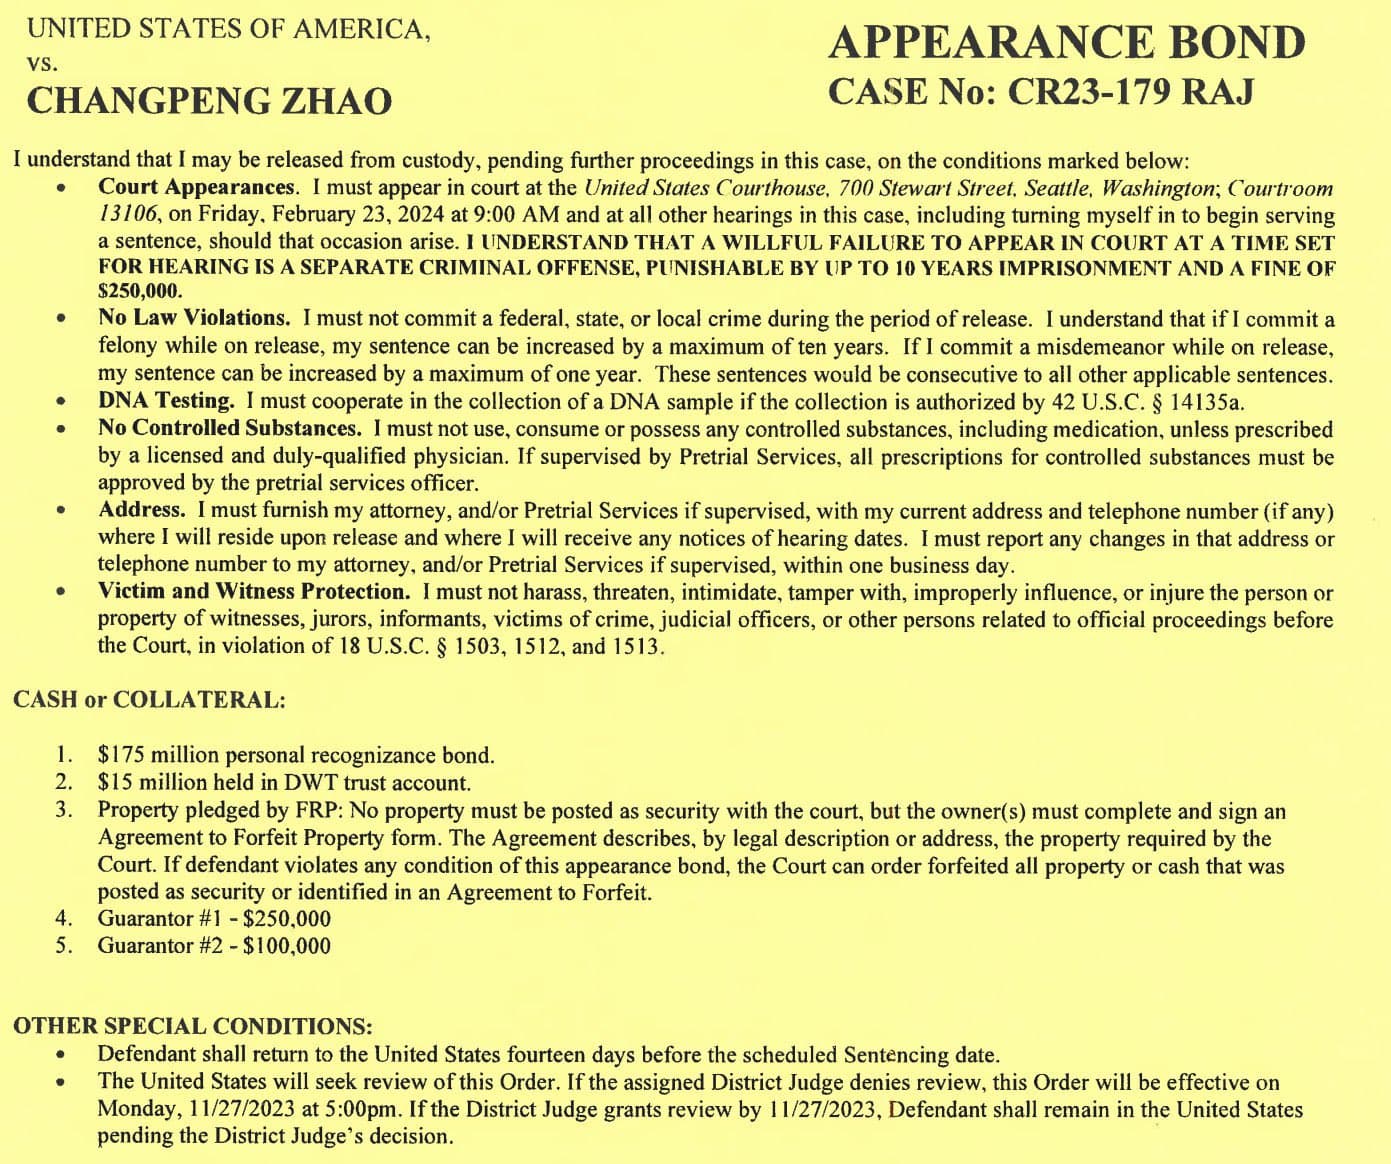 UNITED STATES OF AMERICA,
vs.
CHANGPENG ZHAO
APPEARANCE BOND
CASE No: CR23-179 RAJ
I understand that I may be released from custody, pending further proceedings in this case, on the conditions marked below:
• Court Appearances. I must appear in court at the United States Courthouse, 700 Stewart Street, Seattle, Washington; Courtroom
13106, on Friday, February 23, 2024 at 9:00 AM and at all other hearings in this case, including turning myself in to begin serving
a sentence, should that occasion arise. I UNDERSTAND THAT A WILLFUL FAILURE TO APPEAR IN COURT AT A TIME SET
FOR HEARING IS A SEPARATE CRIMINAL OFFENSE, PUNISHABLE BY UP TO 10 YEARS IMPRISONMENT AND A FINE OF
$250,000.
• No Law Violations. I must not commit a federal, state, or local crime during the period of release. I understand that if I commit a
felony while on release, my sentence can be increased by a maximum of ten years. If I commit a misdemeanor while on release,
my sentence can be increased by a maximum of one year. These sentences would be consecutive to all other applicable sentences.
• DNA Testing. I must cooperate in the collection of a DNA sample if the collection is authorized by 42 U.S.C. § 14135a.
• No Controlled Substances. I must not use, consume or possess any controlled substances, including medication, unless prescribed
by a licensed and duly-qualified physician. If supervised by Pretrial Services, all prescriptions for controlled substances must be
approved by the pretrial services officer.
• Address. I must furnish my attorney, and/or Pretrial Services if supervised, with my current address and telephone number (if any)
where I will reside upon release and where I will receive any notices of hearing dates. I must report any changes in that address or
telephone number to my attorney, and/or Pretrial Services if supervised, within one business day.
• Victim and Witness Protection. I must not harass, threaten, intimidate, tamper with, improperly influence, or injure the person or
property of witnesses, jurors, informants, victims of crime, judicial officers, or other persons related to official proceedings before
the Court, in violation of 18 U.S.C. § 1503, 1512, and 1513.
CASH or COLLATERAL:
1. $175 million personal recognizance bond.
2. $15 million held in DWT trust account.
3. Property pledged by FRP: No property must be posted as security with the court, but the owner(s) must complete and sign an
Agreement to Forfeit Property form. The Agreement describes, by legal description or address, the property required by the
Court. If defendant violates any condition of this appearance bond, the Court can order forfeited all property or cash that was
posted as security or identified in an Agreement to Forfeit.
4. Guarantor #1 - $250,000
5. Guarantor #2 - $100,000
OTHER SPECIAL CONDITIONS:
• Defendant shall return to the United States fourteen days before the scheduled Sentencing date.
• The United States will seek review of this Order. If the assigned District Judge denies review, this Order will be effective on
Monday, 11/27/2023 at 5:00pm. If the District Judge grants review by 11/27/2023, Defendant shall remain in the United States
pending the District Judge's decision.